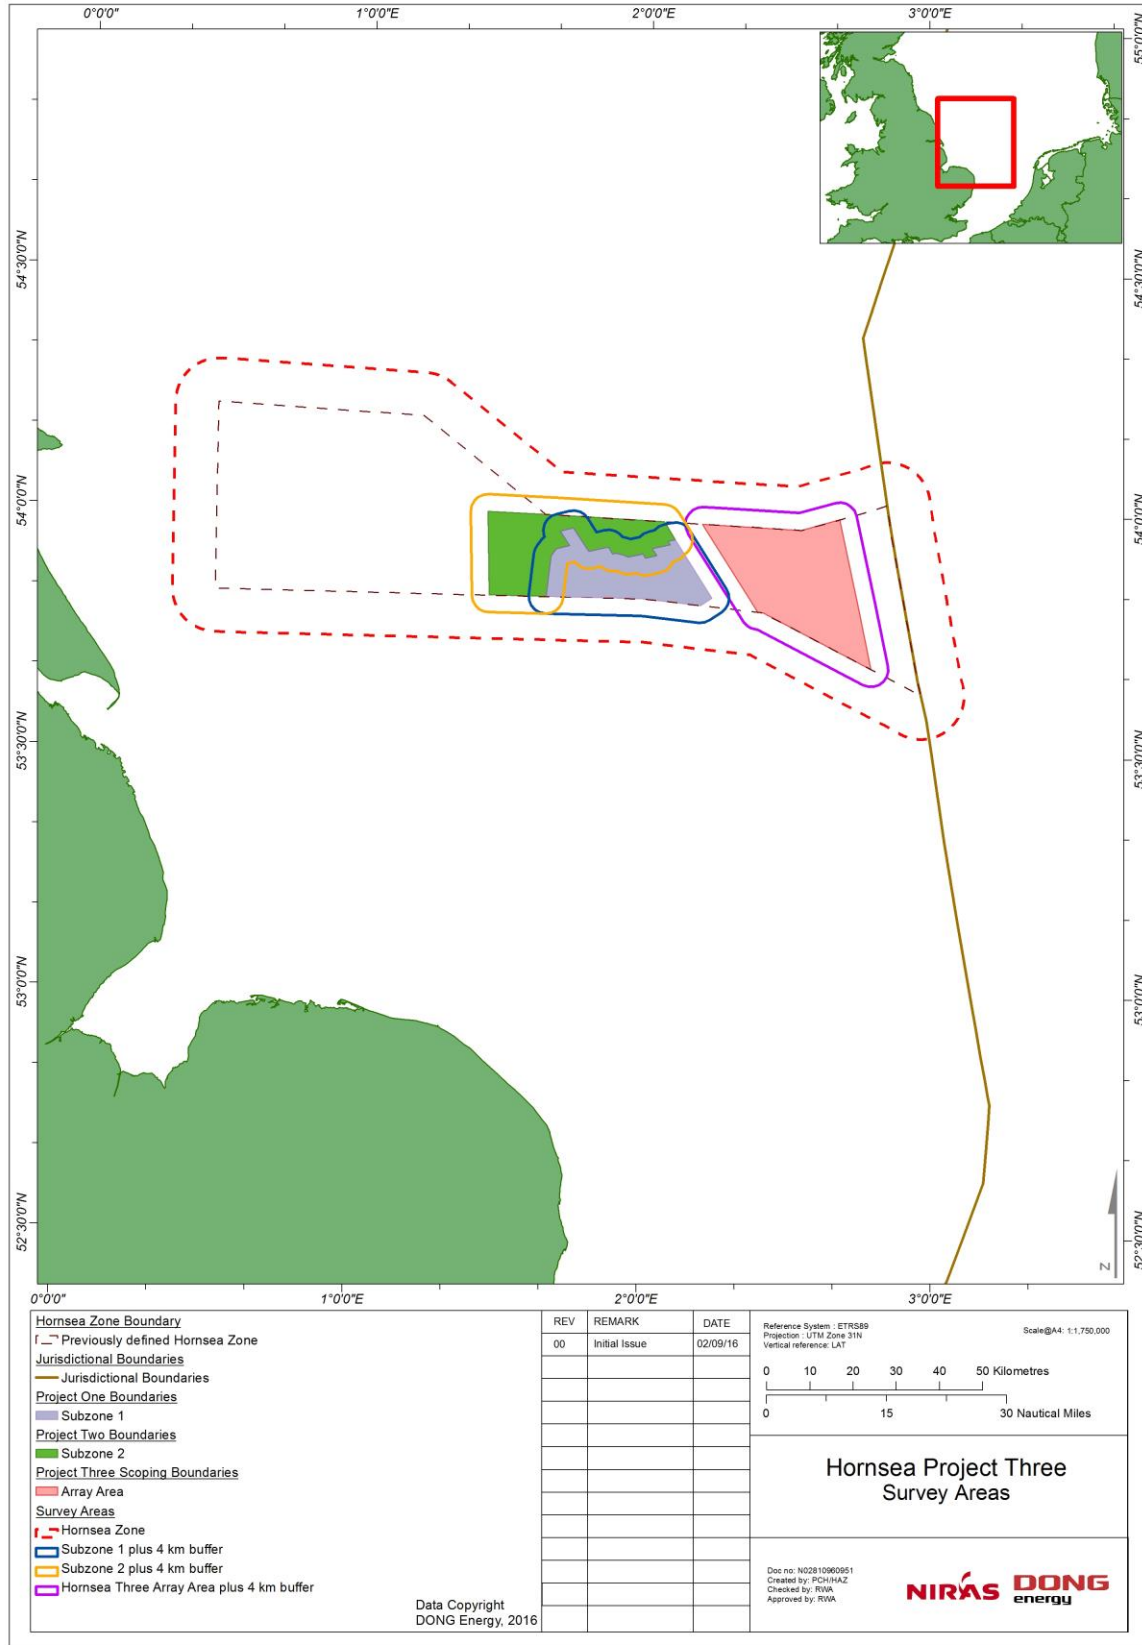 0°0'0" 1°0'0"E 2°0'0"E 3°0'0"E
55°0'0"N
54°30'0"N 54°30'0"N
54°0'0"N 54°0'0"N
53°30'0"N 53°30'0"N
53°0'0"N 53°0'0"N
52°30'0"N 52°30'0"N
Z
0°0'0" 1°0'0"E 2°0'0"E 3°0'0"E
Hornsea Zone Boundary
Previously defined Hornsea Zone
Jurisdictional Boundaries
Jurisdictional Boundaries
Project One Boundaries
Subzone 1
Project Two Boundaries
Subzone 2
Project Three Scoping Boundaries
Array Area
Survey Areas
Hornsea Zone
Subzone 1 plus 4 km buffer
Subzone 2 plus 4 km buffer
Hornsea Three Array Area plus 4 km buffer
Data Copyright
DONG Energy, 2016
REV REMARK DATE
00 Initial Issue 02/09/16
Reference System : ETRS89
Projection : UTM Zone 31N
Vertical reference: LAT
Scale@A4: 1:1,750,000
0 10 20 30 40 50 Kilometres
0 15 30 Nautical Miles
Hornsea Project Three
Survey Areas
Doc no: N02810960951
Created by: PCH/HAZ
Checked by: RWA
Approved by: RWA
NIRAS
DONG
energy